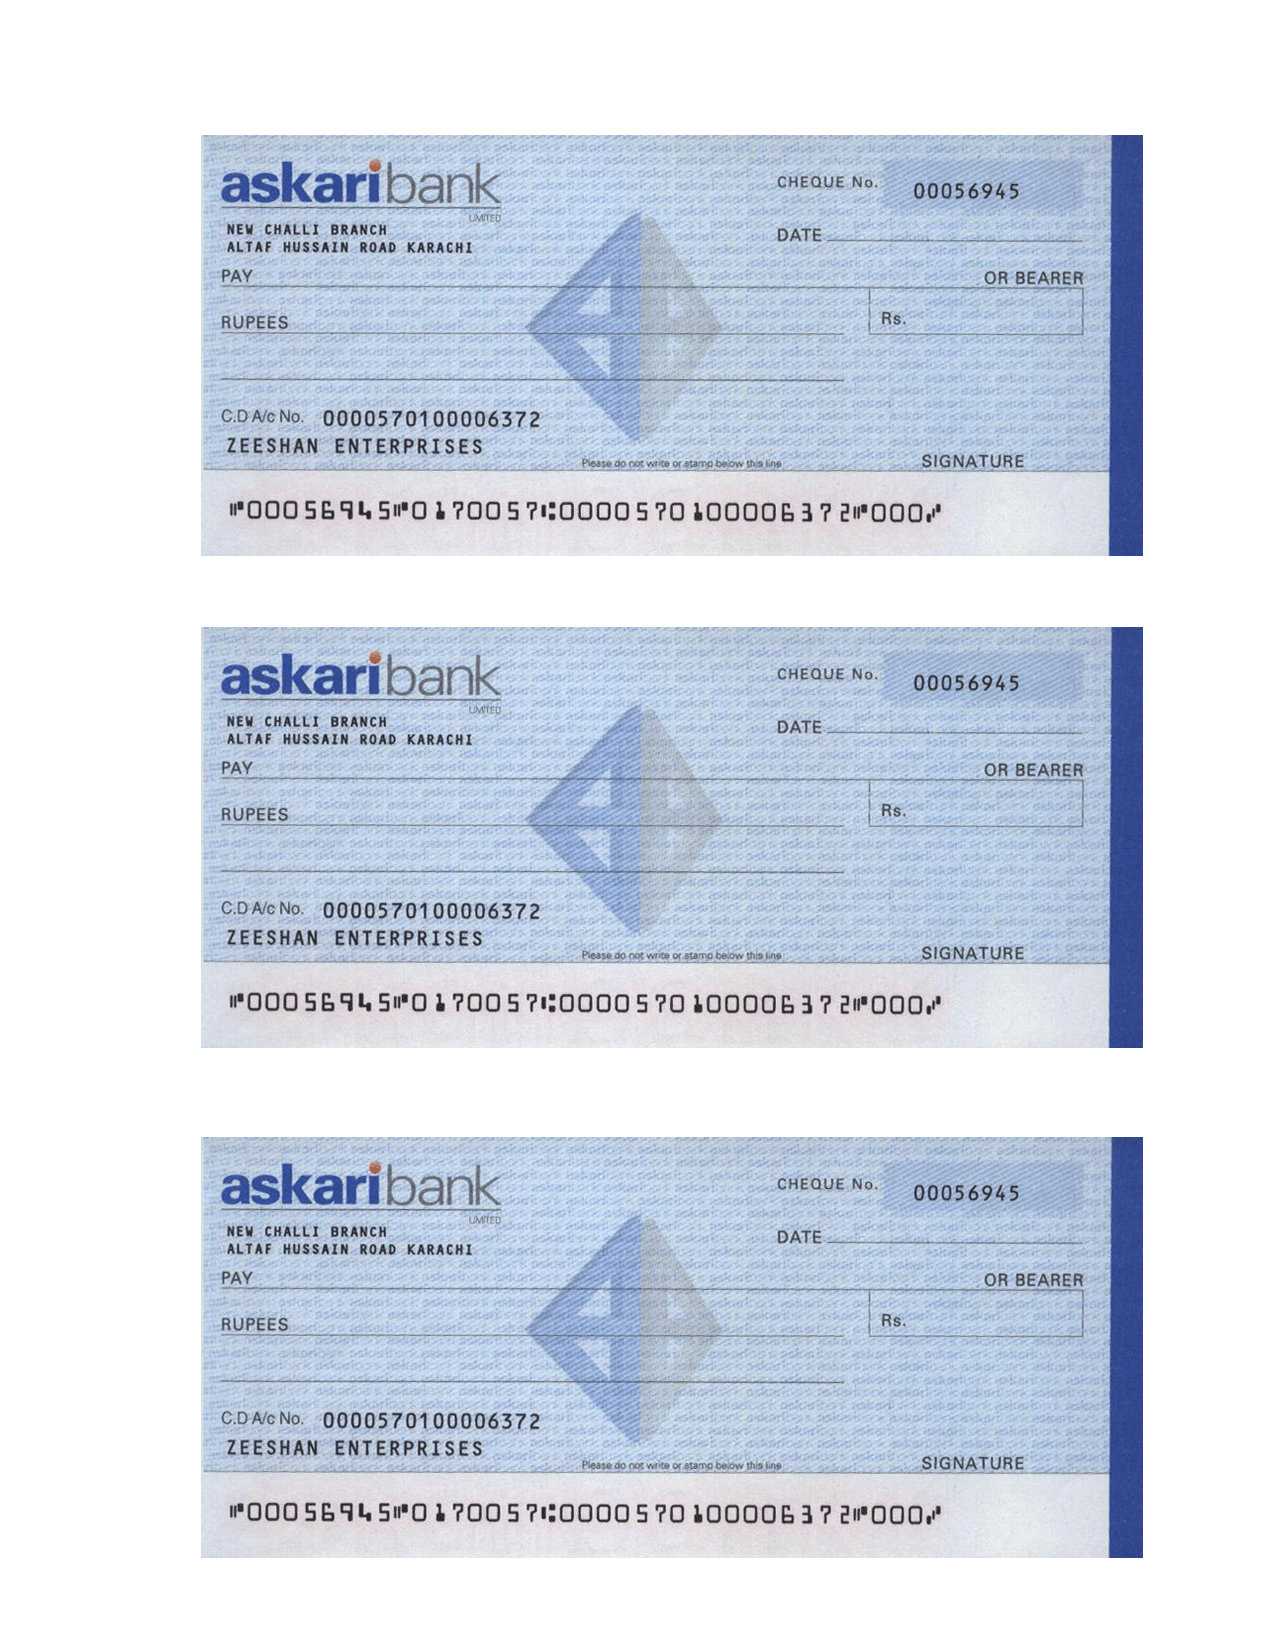 askaribank
LIMITED
CHEQUE No. 00056945
NEW CHALLI BRANCH
ALTAF HUSSAIN ROAD KARACHI
DATE
PAY OR BEARER
RUPEES Rs.
C.D A/c No. 0000570100006372
ZEESHAN ENTERPRISES
Please do not write or stamp below this line
SIGNATURE
⑈00056945⑈0170057⑆0000570100006372⑈000⑇
askaribank
LIMITED
CHEQUE No. 00056945
NEW CHALLI BRANCH
ALTAF HUSSAIN ROAD KARACHI
DATE
PAY OR BEARER
RUPEES Rs.
C.D A/c No. 0000570100006372
ZEESHAN ENTERPRISES
Please do not write or stamp below this line
SIGNATURE
⑈00056945⑈0170057⑆0000570100006372⑈000⑇
askaribank
LIMITED
CHEQUE No. 00056945
NEW CHALLI BRANCH
ALTAF HUSSAIN ROAD KARACHI
DATE
PAY OR BEARER
RUPEES Rs.
C.D A/c No. 0000570100006372
ZEESHAN ENTERPRISES
Please do not write or stamp below this line
SIGNATURE
⑈00056945⑈0170057⑆0000570100006372⑈000⑇